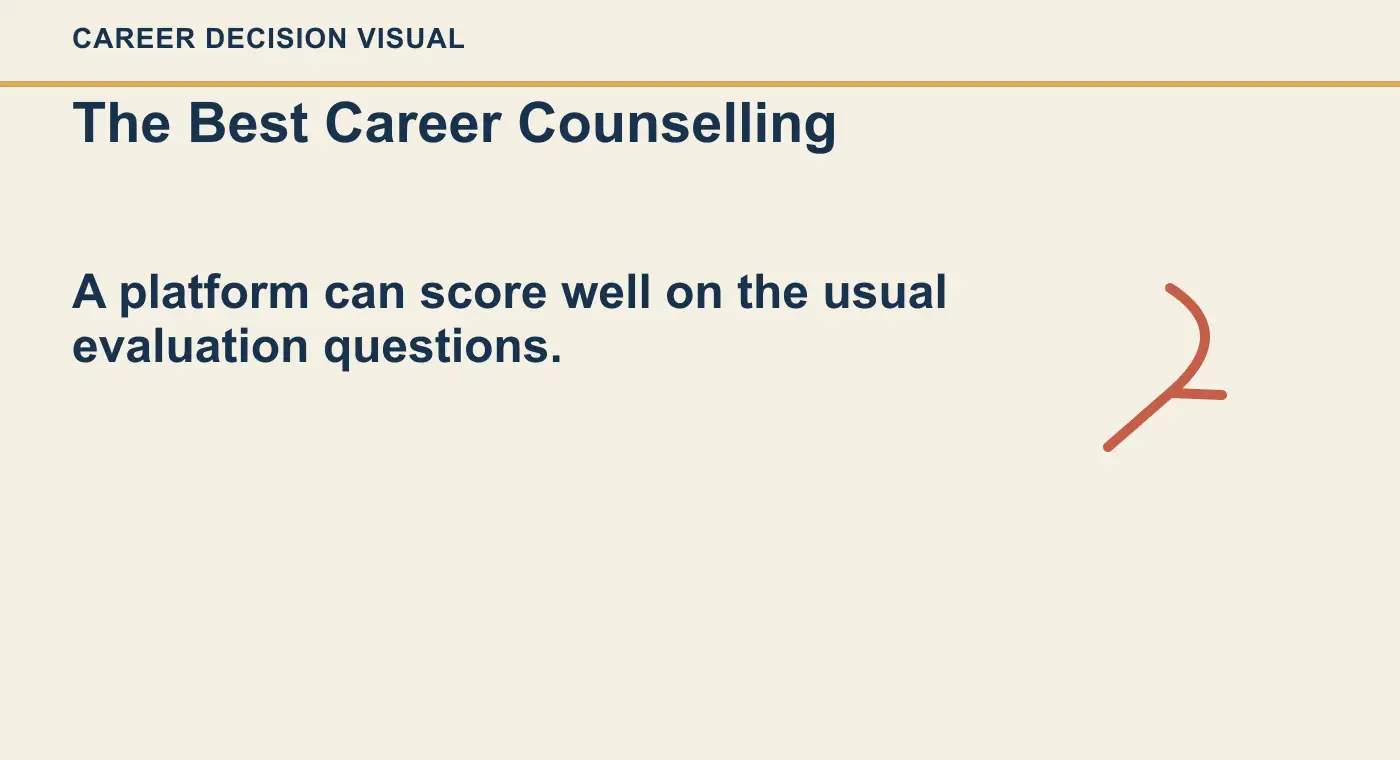 CAREER DECISION VISUAL
The Best Career Counselling
A platform can score well on the usual
evaluation questions.